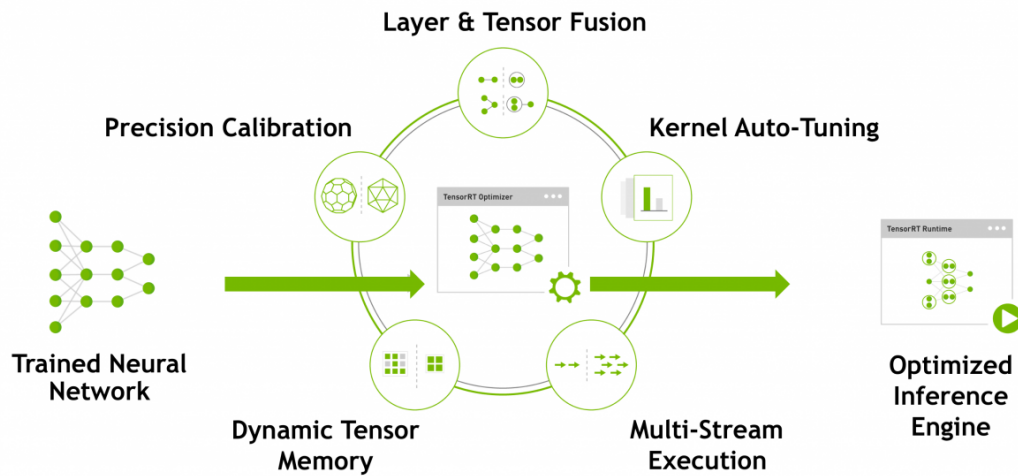 Layer & Tensor Fusion
Precision Calibration
Kernel Auto-Tuning
TensorRT Optimizer
TensorRT Runtime
Trained Neural
Network
Optimized
Inference
Engine
Dynamic Tensor
Memory
Multi-Stream
Execution